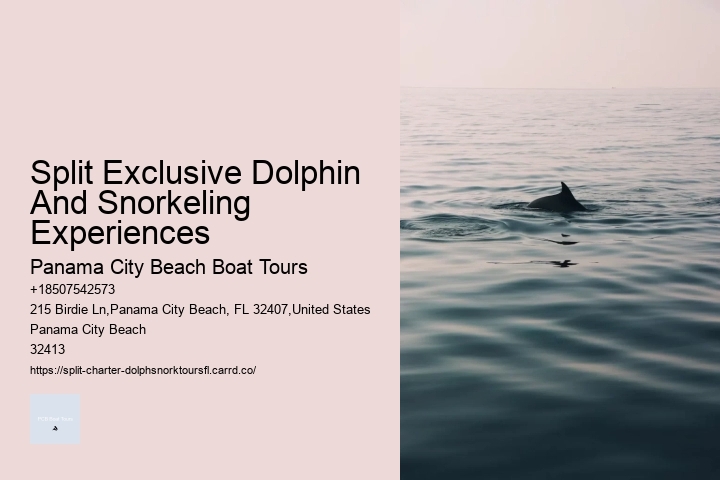 Split Exclusive Dolphin
And Snorkeling
Experiences
Panama City Beach Boat Tours
+18507542573
215 Birdie Ln,Panama City Beach, FL 32407,United States
Panama City Beach
32413
https://split-charter-dolphsnorktoursfl.carrd.co/